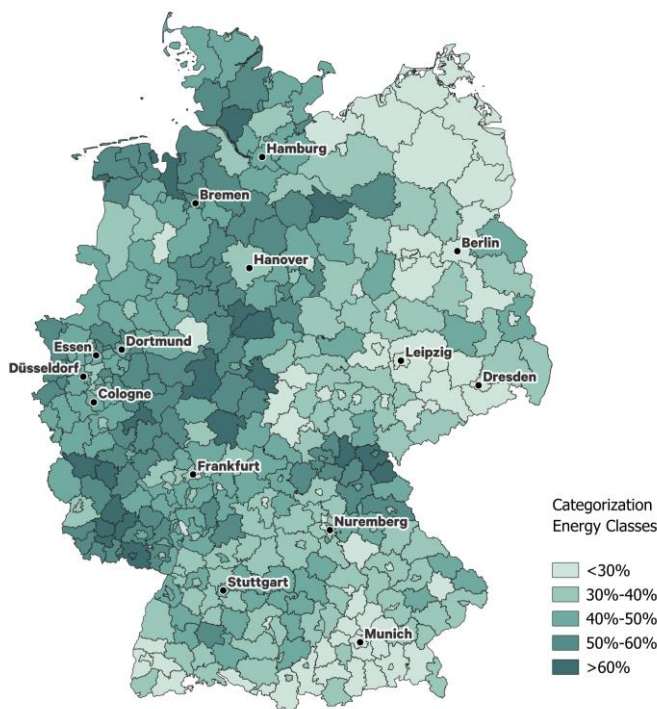 Hamburg
Bremen
Berlin
Hanover
Essen
Dortmund
Düsseldorf
Leipzig
Dresden
Cologne
Frankfurt
Nuremberg
Stuttgart
Munich
Categorization
Energy Classes
<30%
30%-40%
40%-50%
50%-60%
>60%